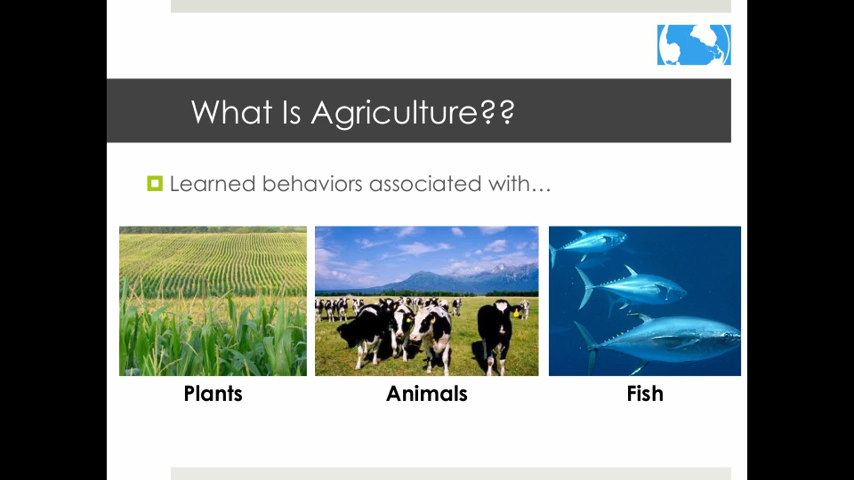 What Is Agriculture??
Learned behaviors associated with…
Plants
Animals
Fish